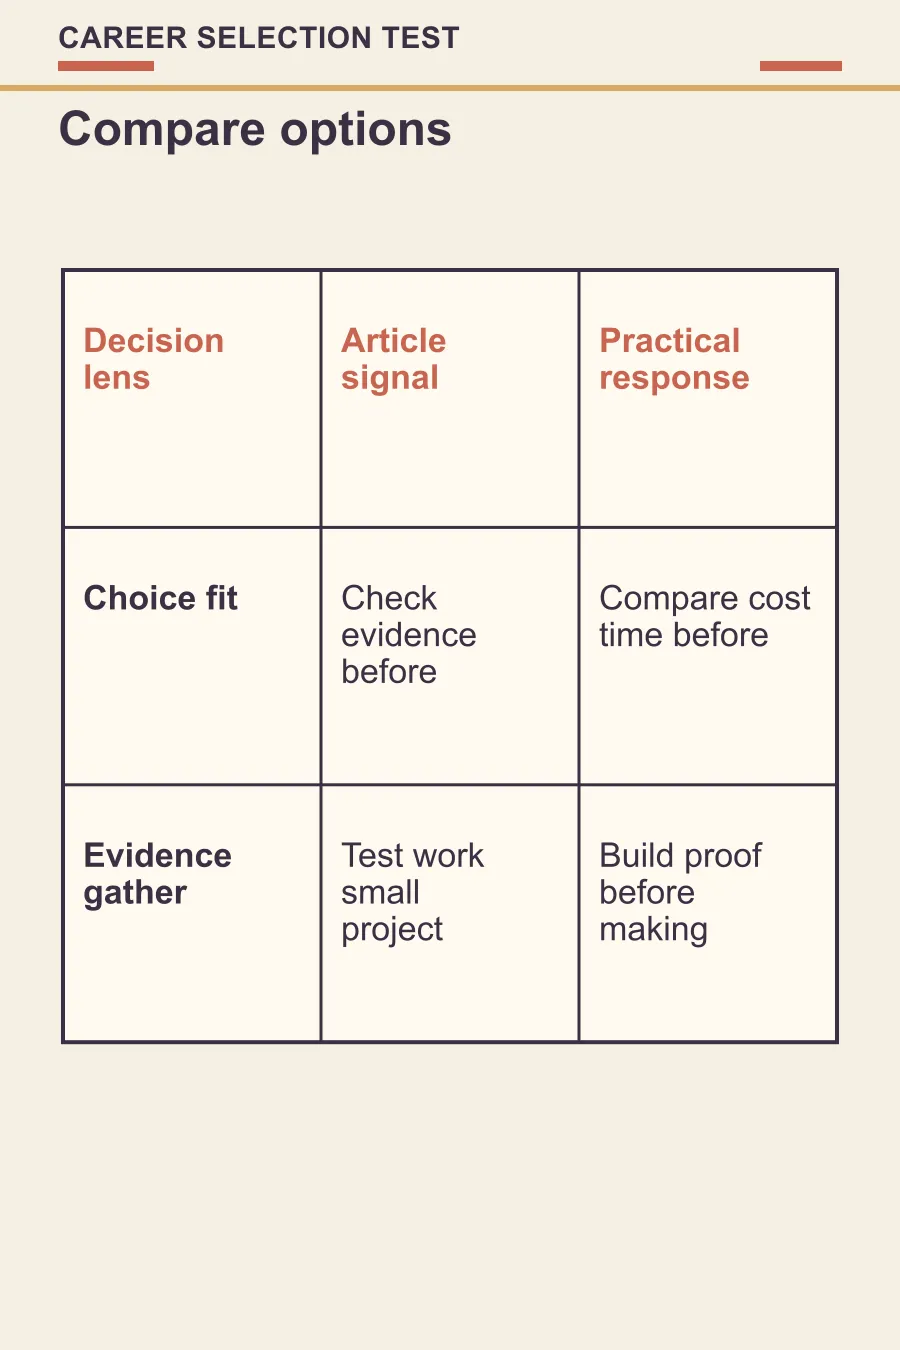 CAREER SELECTION TEST
Compare options
Decision
lens
Article
signal
Practical
response
Choice fit
Check
evidence
before
Compare cost
time before
Evidence
gather
Test work
small
project
Build proof
before
making